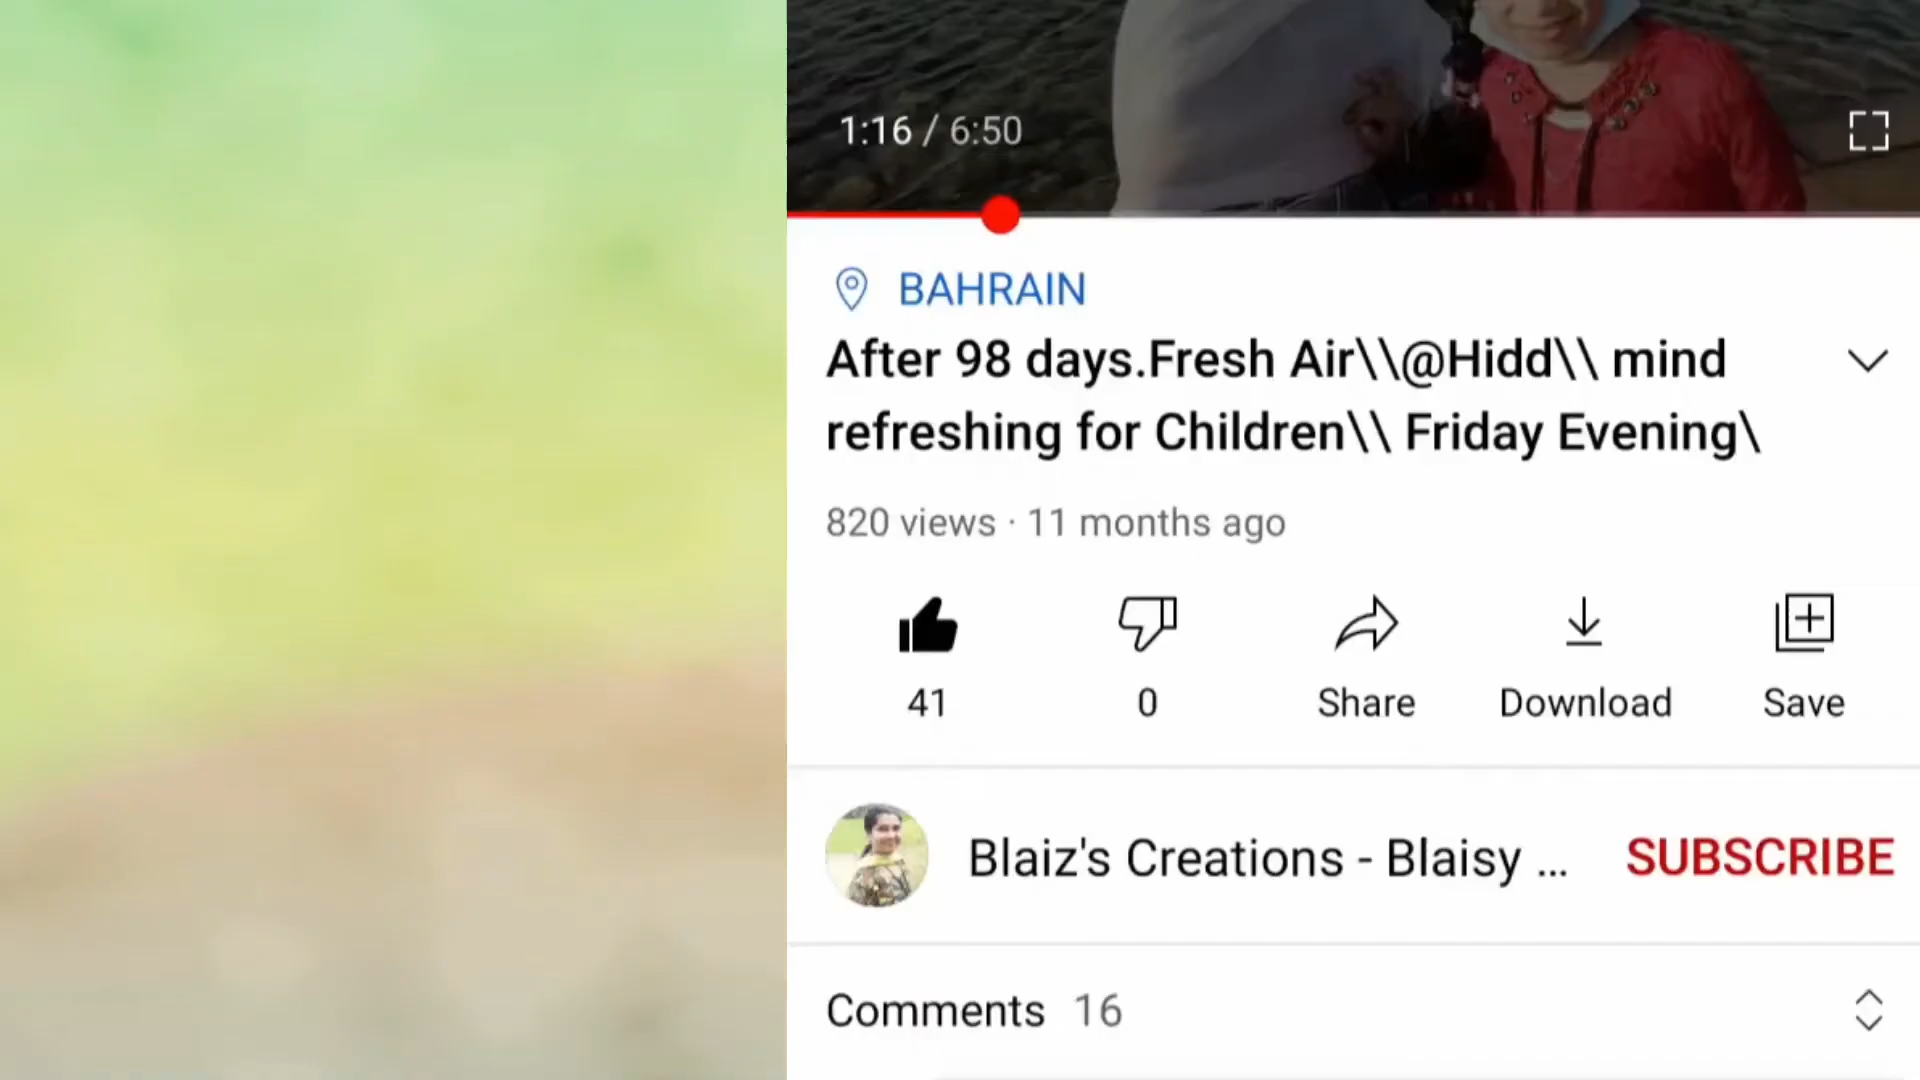 1:16 / 6:50
BAHRAIN
After 98 days.Fresh Air\\@Hidd\\ mind
refreshing for Children\\ Friday Evening\
820 views · 11 months ago
41
0
Share
Download
Save
Blaiz's Creations - Blaisy ...
SUBSCRIBE
Comments 16